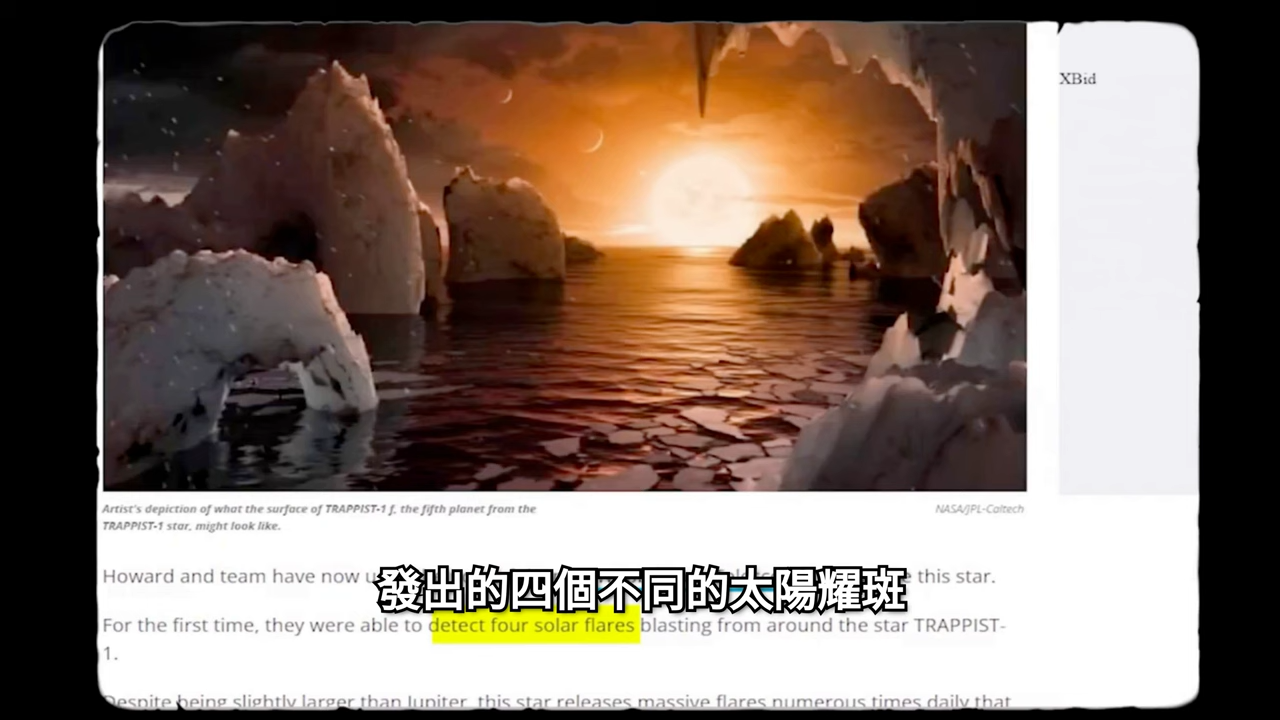 XBid
Artist's depiction of what the surface of TRAPPIST-1 f, the fifth planet from the
TRAPPIST-1 star, might look like.
NASA/JPL-Caltech
Howard and team have now this star.
發出的四個不同的太陽耀斑
For the first time, they were able to detect four solar flares blasting from around the star TRAPPIST-
1.
Despite being slightly larger than Jupiter, this star releases massive flares numerous times daily that